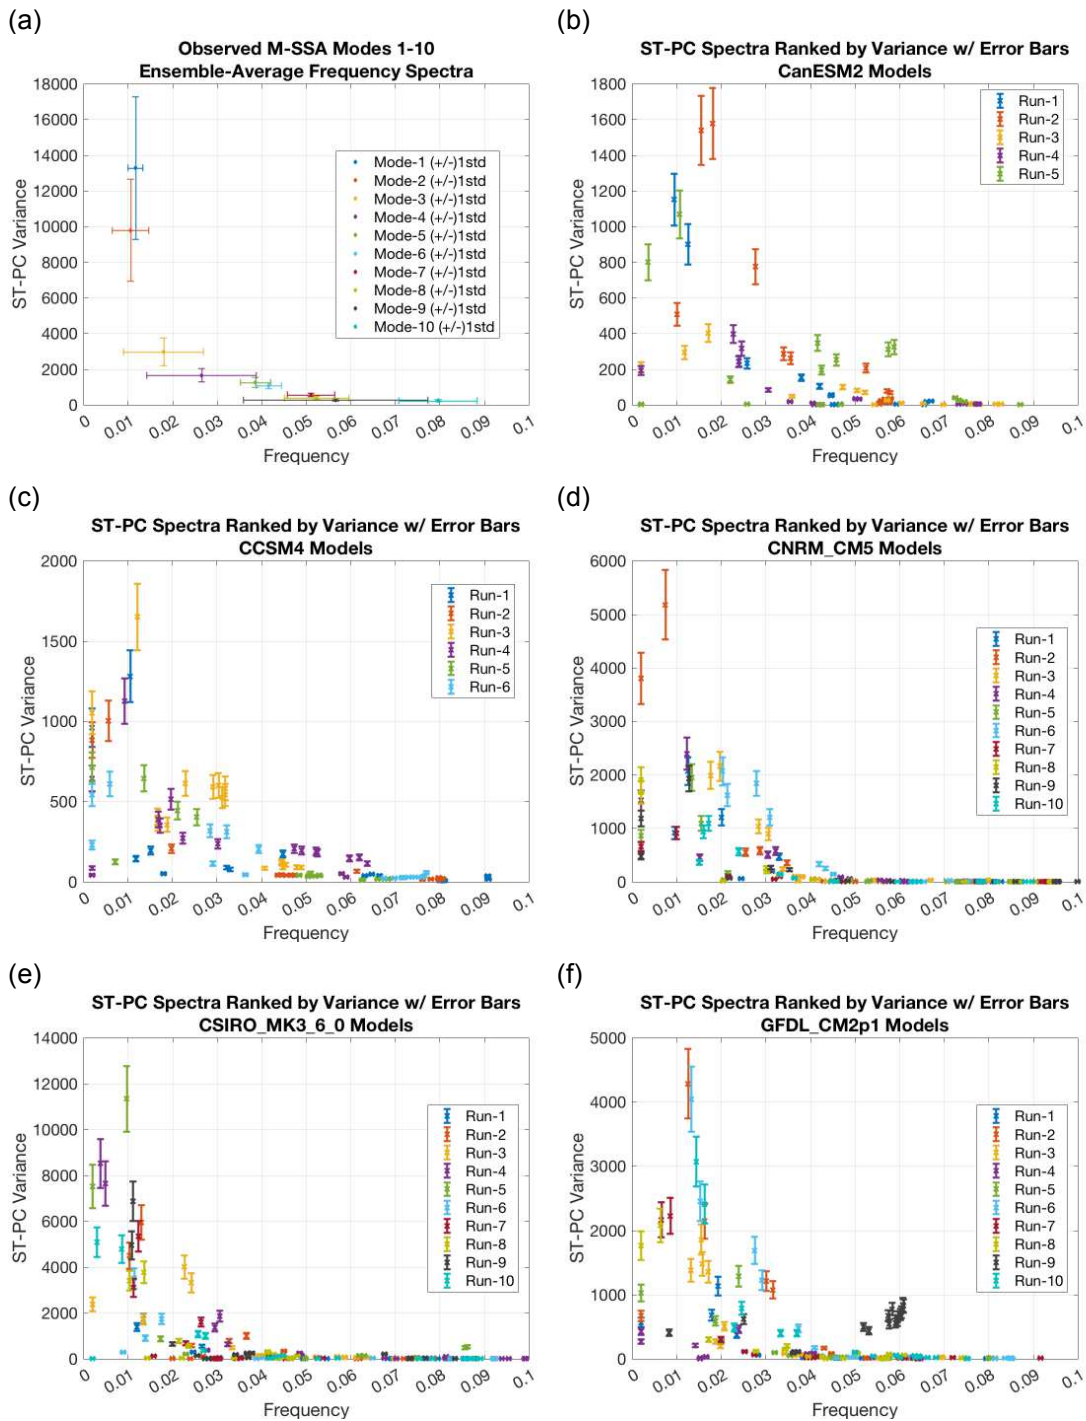 (a)
Observed M-SSA Modes 1-10
Ensemble-Average Frequency Spectra
18000
16000
14000
12000
10000
8000
6000
4000
2000
0
ST-PC Variance
Mode-1 (+/-)1std
Mode-2 (+/-)1std
Mode-3 (+/-)1std
Mode-4 (+/-)1std
Mode-5 (+/-)1std
Mode-6 (+/-)1std
Mode-7 (+/-)1std
Mode-8 (+/-)1std
Mode-9 (+/-)1std
Mode-10 (+/-)1std
0 0.01 0.02 0.03 0.04 0.05 0.06 0.07 0.08 0.09 0.1
Frequency
(b)
ST-PC Spectra Ranked by Variance w/ Error Bars
CanESM2 Models
1800
1600
1400
1200
1000
800
600
400
200
0
ST-PC Variance
Run-1
Run-2
Run-3
Run-4
Run-5
0 0.01 0.02 0.03 0.04 0.05 0.06 0.07 0.08 0.09 0.1
Frequency
(c)
ST-PC Spectra Ranked by Variance w/ Error Bars
CCSM4 Models
2000
1500
1000
500
0
ST-PC Variance
Run-1
Run-2
Run-3
Run-4
Run-5
Run-6
0 0.01 0.02 0.03 0.04 0.05 0.06 0.07 0.08 0.09 0.1
Frequency
(d)
ST-PC Spectra Ranked by Variance w/ Error Bars
CNRM_CM5 Models
6000
5000
4000
3000
2000
1000
0
ST-PC Variance
Run-1
Run-2
Run-3
Run-4
Run-5
Run-6
Run-7
Run-8
Run-9
Run-10
0 0.01 0.02 0.03 0.04 0.05 0.06 0.07 0.08 0.09 0.1
Frequency
(e)
ST-PC Spectra Ranked by Variance w/ Error Bars
CSIRO_MK3_6_0 Models
14000
12000
10000
8000
6000
4000
2000
0
ST-PC Variance
Run-1
Run-2
Run-3
Run-4
Run-5
Run-6
Run-7
Run-8
Run-9
Run-10
0 0.01 0.02 0.03 0.04 0.05 0.06 0.07 0.08 0.09 0.1
Frequency
(f)
ST-PC Spectra Ranked by Variance w/ Error Bars
GFDL_CM2p1 Models
5000
4000
3000
2000
1000
0
ST-PC Variance
Run-1
Run-2
Run-3
Run-4
Run-5
Run-6
Run-7
Run-8
Run-9
Run-10
0 0.01 0.02 0.03 0.04 0.05 0.06 0.07 0.08 0.09 0.1
Frequency